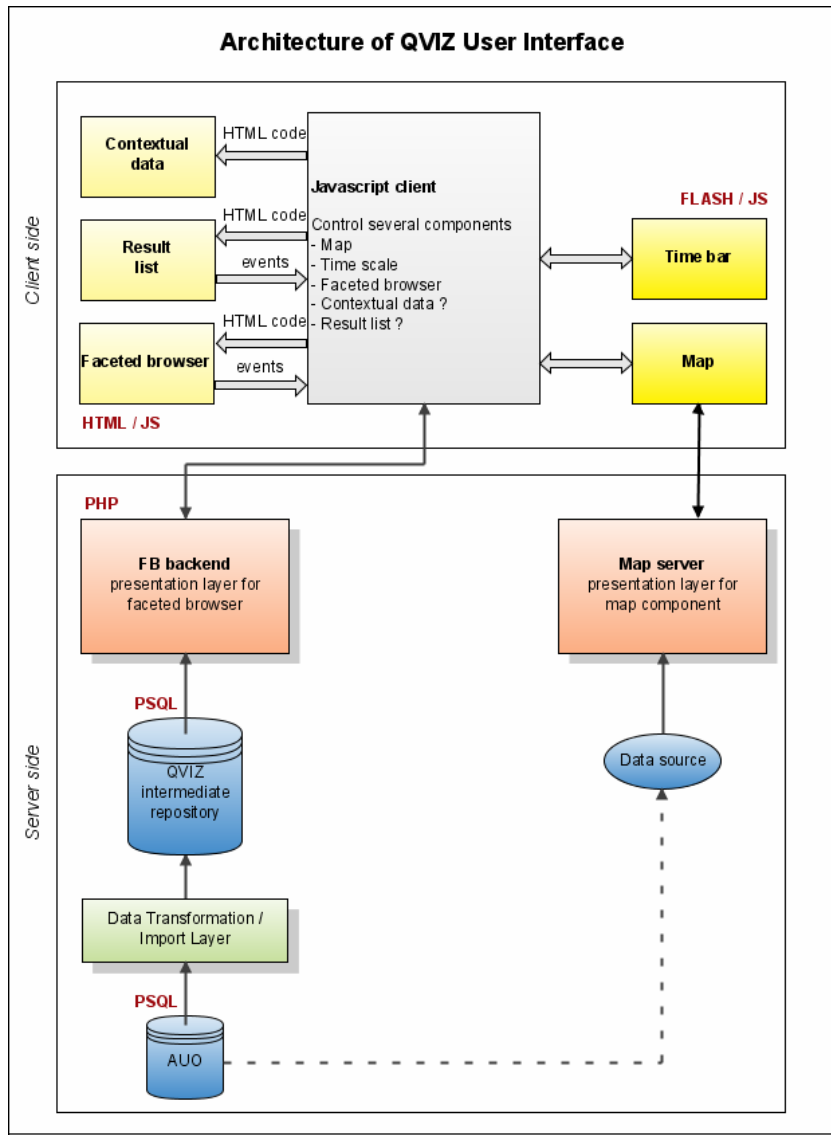 Architecture of QVIZ User Interface
Client side
Contextual
data
HTML code
Result
list
HTML code
events
Faceted browser
HTML code
events
HTML / JS
Javascript client
Control several components
- Map
- Time scale
- Faceted browser
- Contextual data ?
- Result list ?
FLASH / JS
Time bar
Map
Server side
PHP
FB backend
presentation layer for
faceted browser
Map server
presentation layer for
map component
PSQL
QVIZ
intermediate
repository
Data source
Data Transformation /
Import Layer
PSQL
AUO